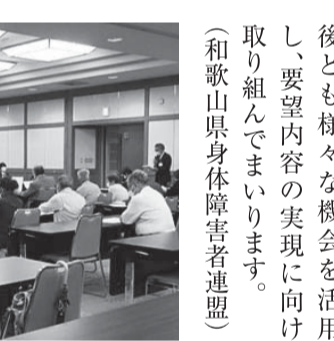 後とも様々な機会を活用
し、要望内容の実現に向け
取り組んでまいります。
(和歌山県身体障害者連盟)